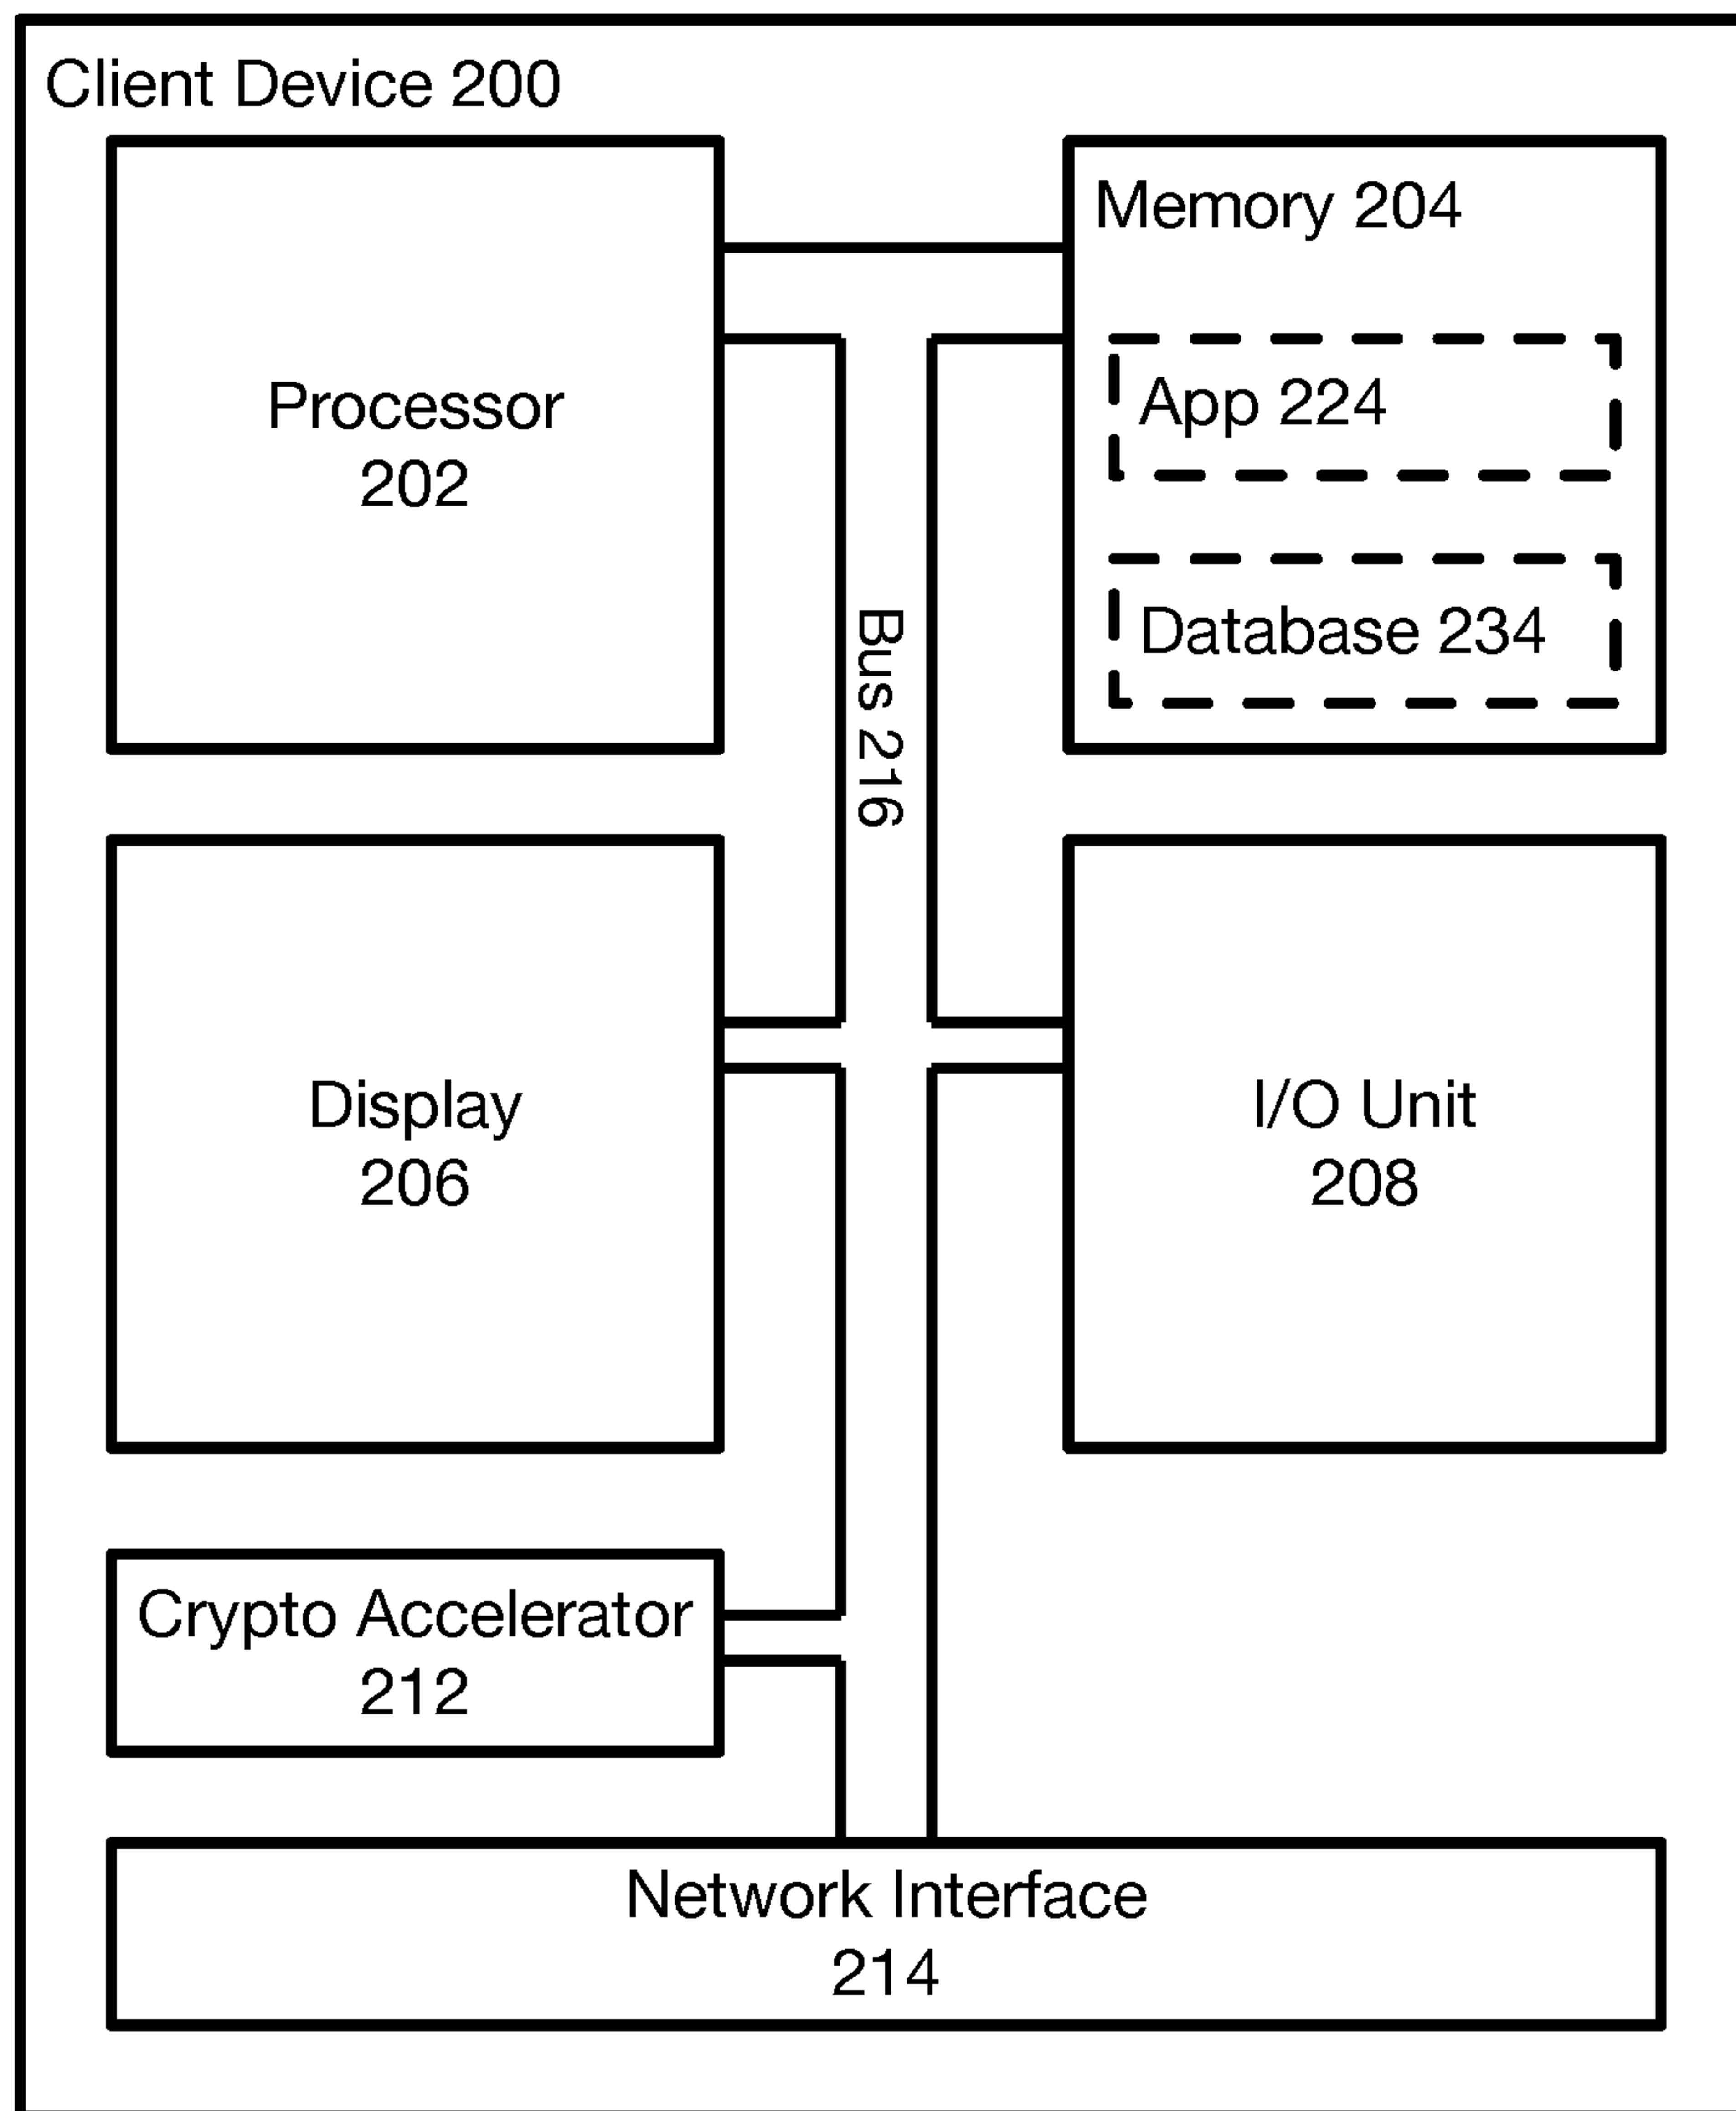 Client Device 200
Processor
202
Memory 204
App 224
Database 234
Bus 216
Display
206
I/O Unit
208
Crypto Accelerator
212
Network Interface
214